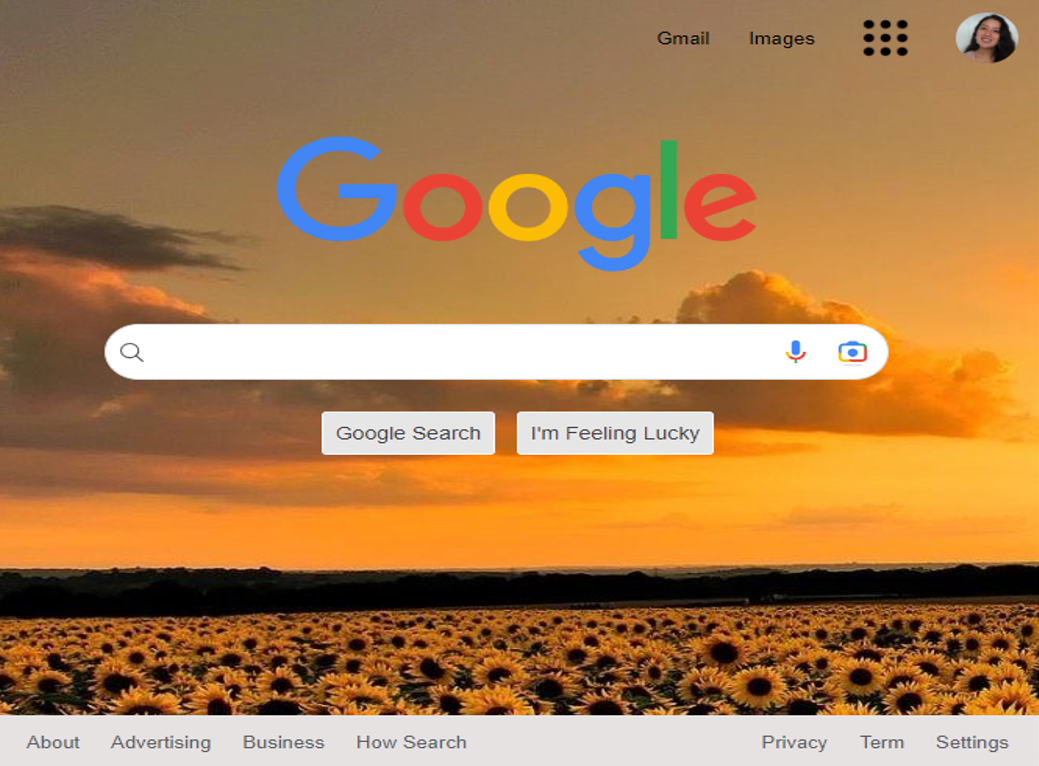 Gmail Images
Google
Google Search I'm Feeling Lucky
About Advertising Business How Search Privacy Term Settings